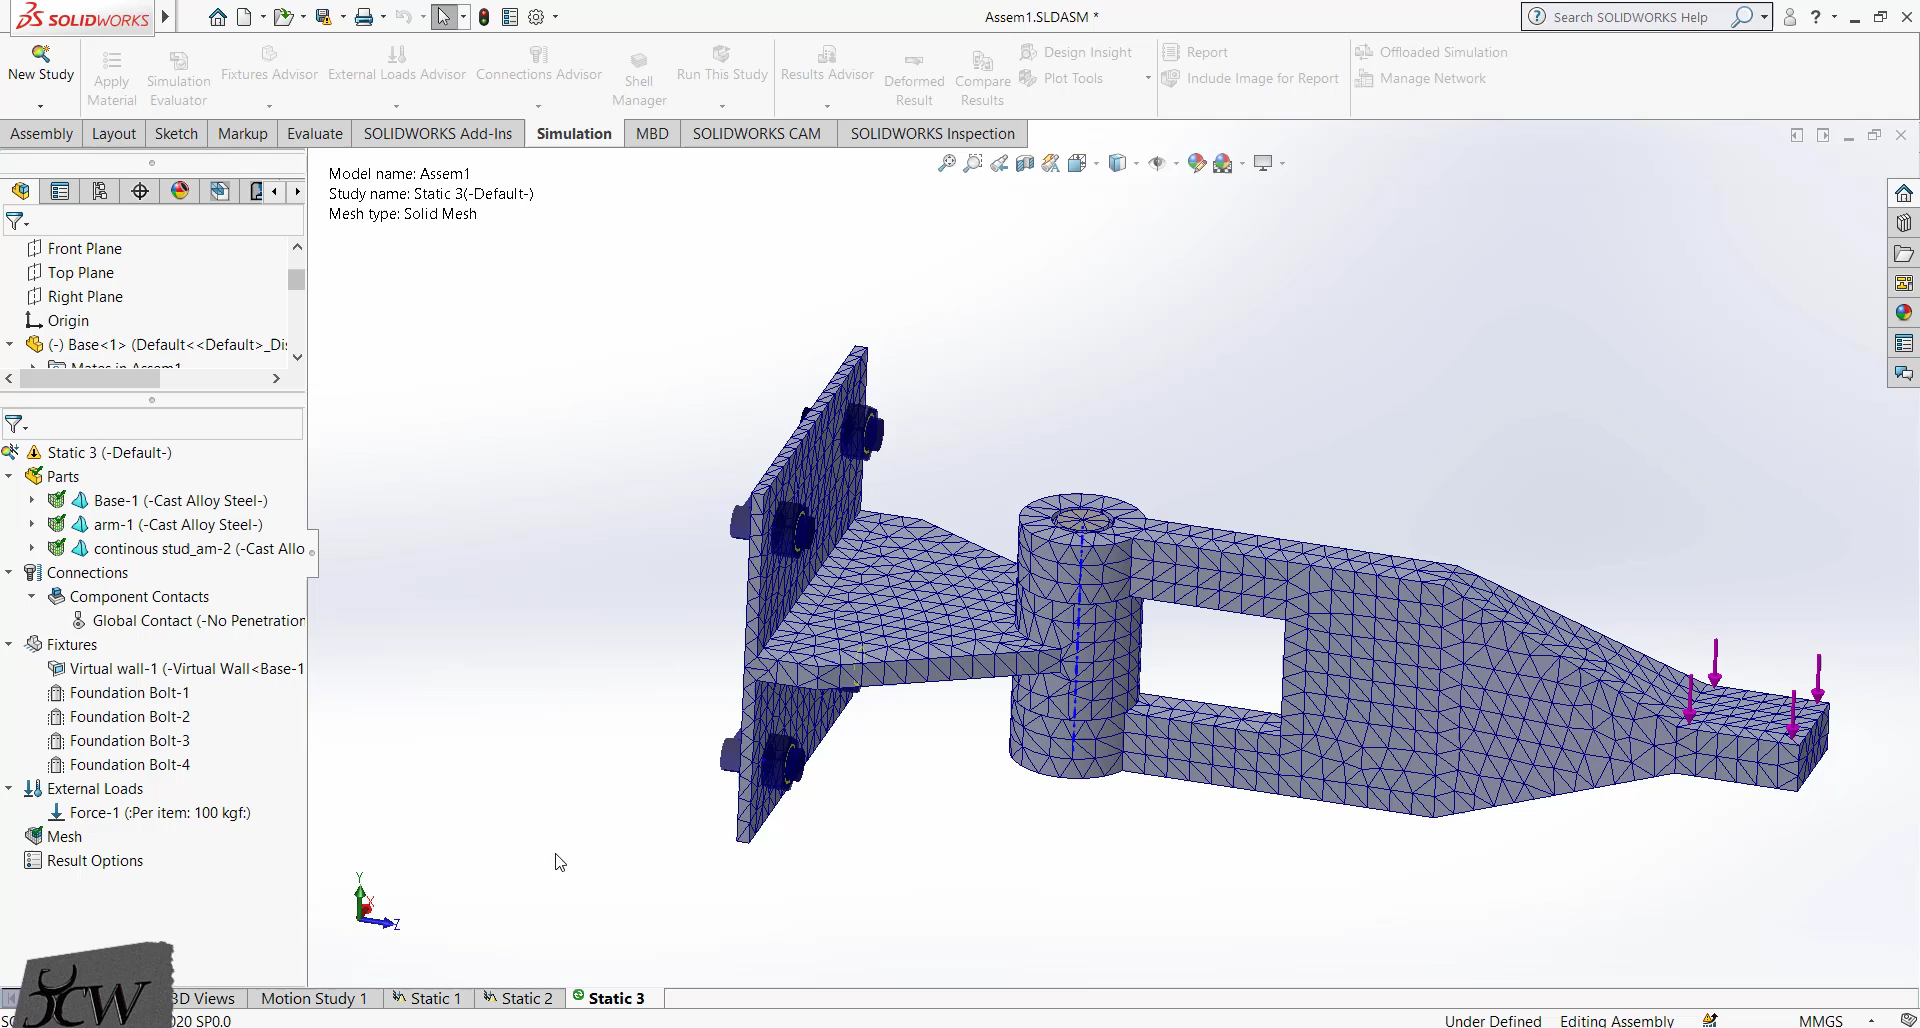 SOLIDWORKS
Assem1.SLDASM *
Search SOLIDWORKS Help
?
New Study
Apply Material
Simulation Evaluator
Fixtures Advisor
External Loads Advisor
Connections Advisor
Shell Manager
Run This Study
Results Advisor
Deformed Result
Compare Results
Design Insight
Plot Tools
Report
Include Image for Report
Offloaded Simulation
Manage Network
Assembly
Layout
Sketch
Markup
Evaluate
SOLIDWORKS Add-Ins
Simulation
MBD
SOLIDWORKS CAM
SOLIDWORKS Inspection
Model name: Assem1
Study name: Static 3(-Default-)
Mesh type: Solid Mesh
Front Plane
Top Plane
Right Plane
Origin
(-) Base<1> (Default<<Default>_Dis
Mates in Assem1
Static 3 (-Default-)
Parts
Base-1 (-Cast Alloy Steel-)
arm-1 (-Cast Alloy Steel-)
continous stud_am-2 (-Cast Allo
Connections
Component Contacts
Global Contact (-No Penetration
Fixtures
Virtual wall-1 (-Virtual Wall<Base-1
Foundation Bolt-1
Foundation Bolt-2
Foundation Bolt-3
Foundation Bolt-4
External Loads
Force-1 (:Per item: 100 kgf:)
Mesh
Result Options
Y
X
Z
3D Views
Motion Study 1
Static 1
Static 2
Static 3
020 SP0.0
Under Defined
Editing Assembly
MMGS